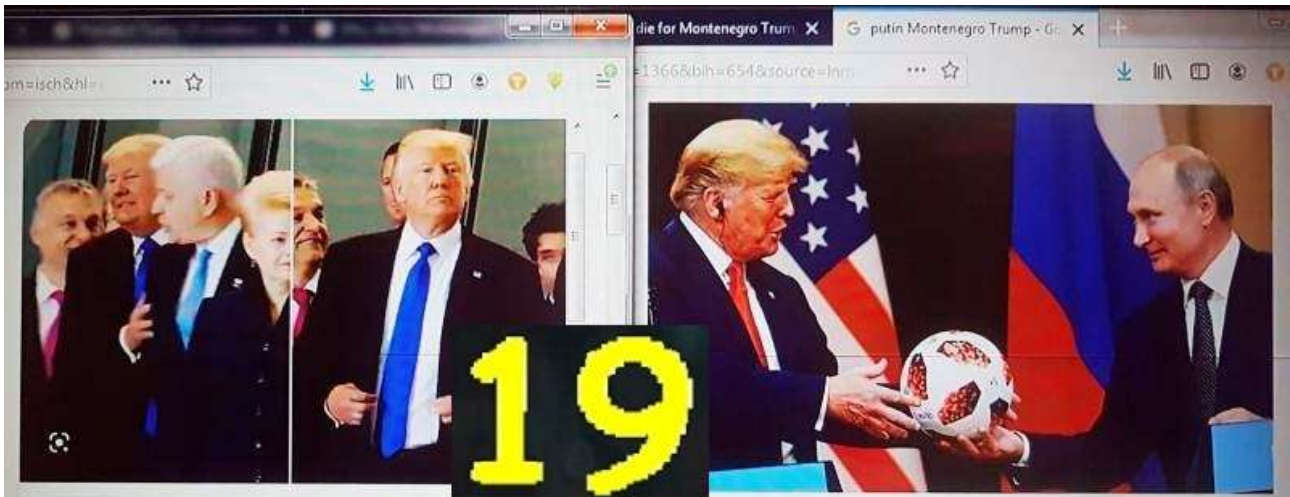 die for Montenegro Trum
putin Montenegro Trump - G
om=isch&hl=
=1366&bih=654&source=lnm
19